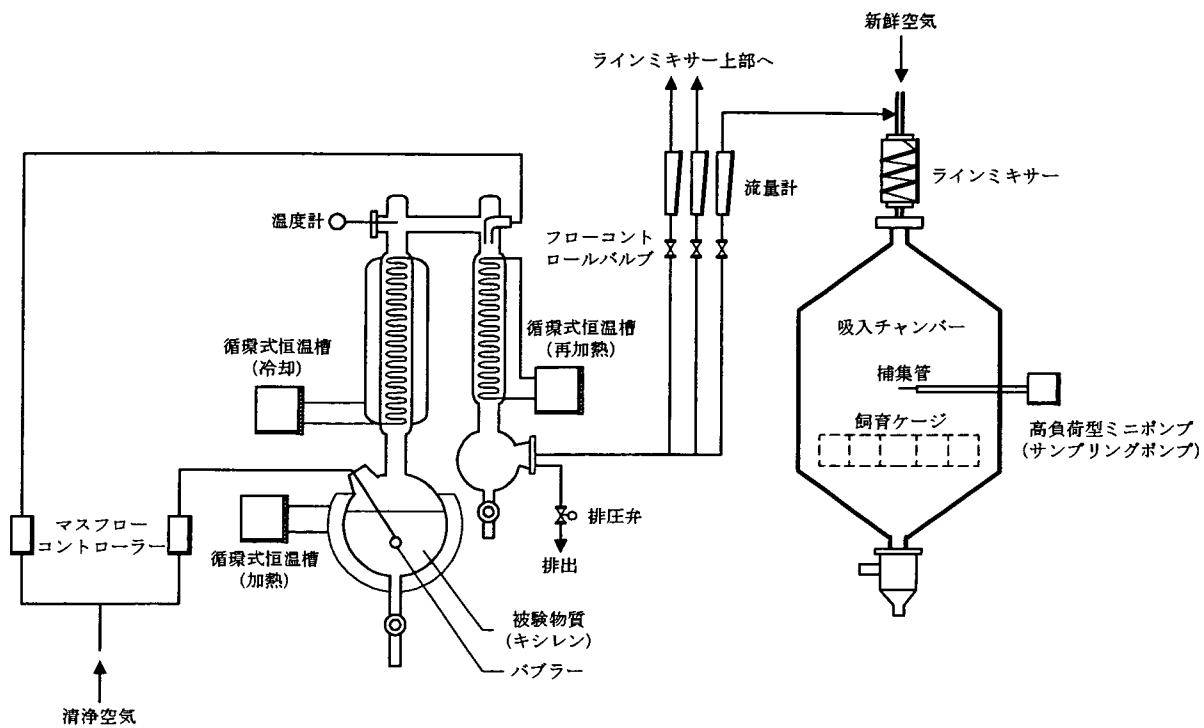 新鮮空気
ラインミキサー上部へ
ラインミキサー
流量計
温度計
フローコント
ロールバルブ
吸入チャンバー
循環式恒温槽
(冷却)
循環式恒温槽
(再加熱)
捕集管
飼育ケージ
高負荷型ミニポンプ
(サンプリングポンプ)
マスフロー
コントローラー
循環式恒温槽
(加熱)
排圧弁
排出
被験物質
(キシレン)
バブラー
清浄空気